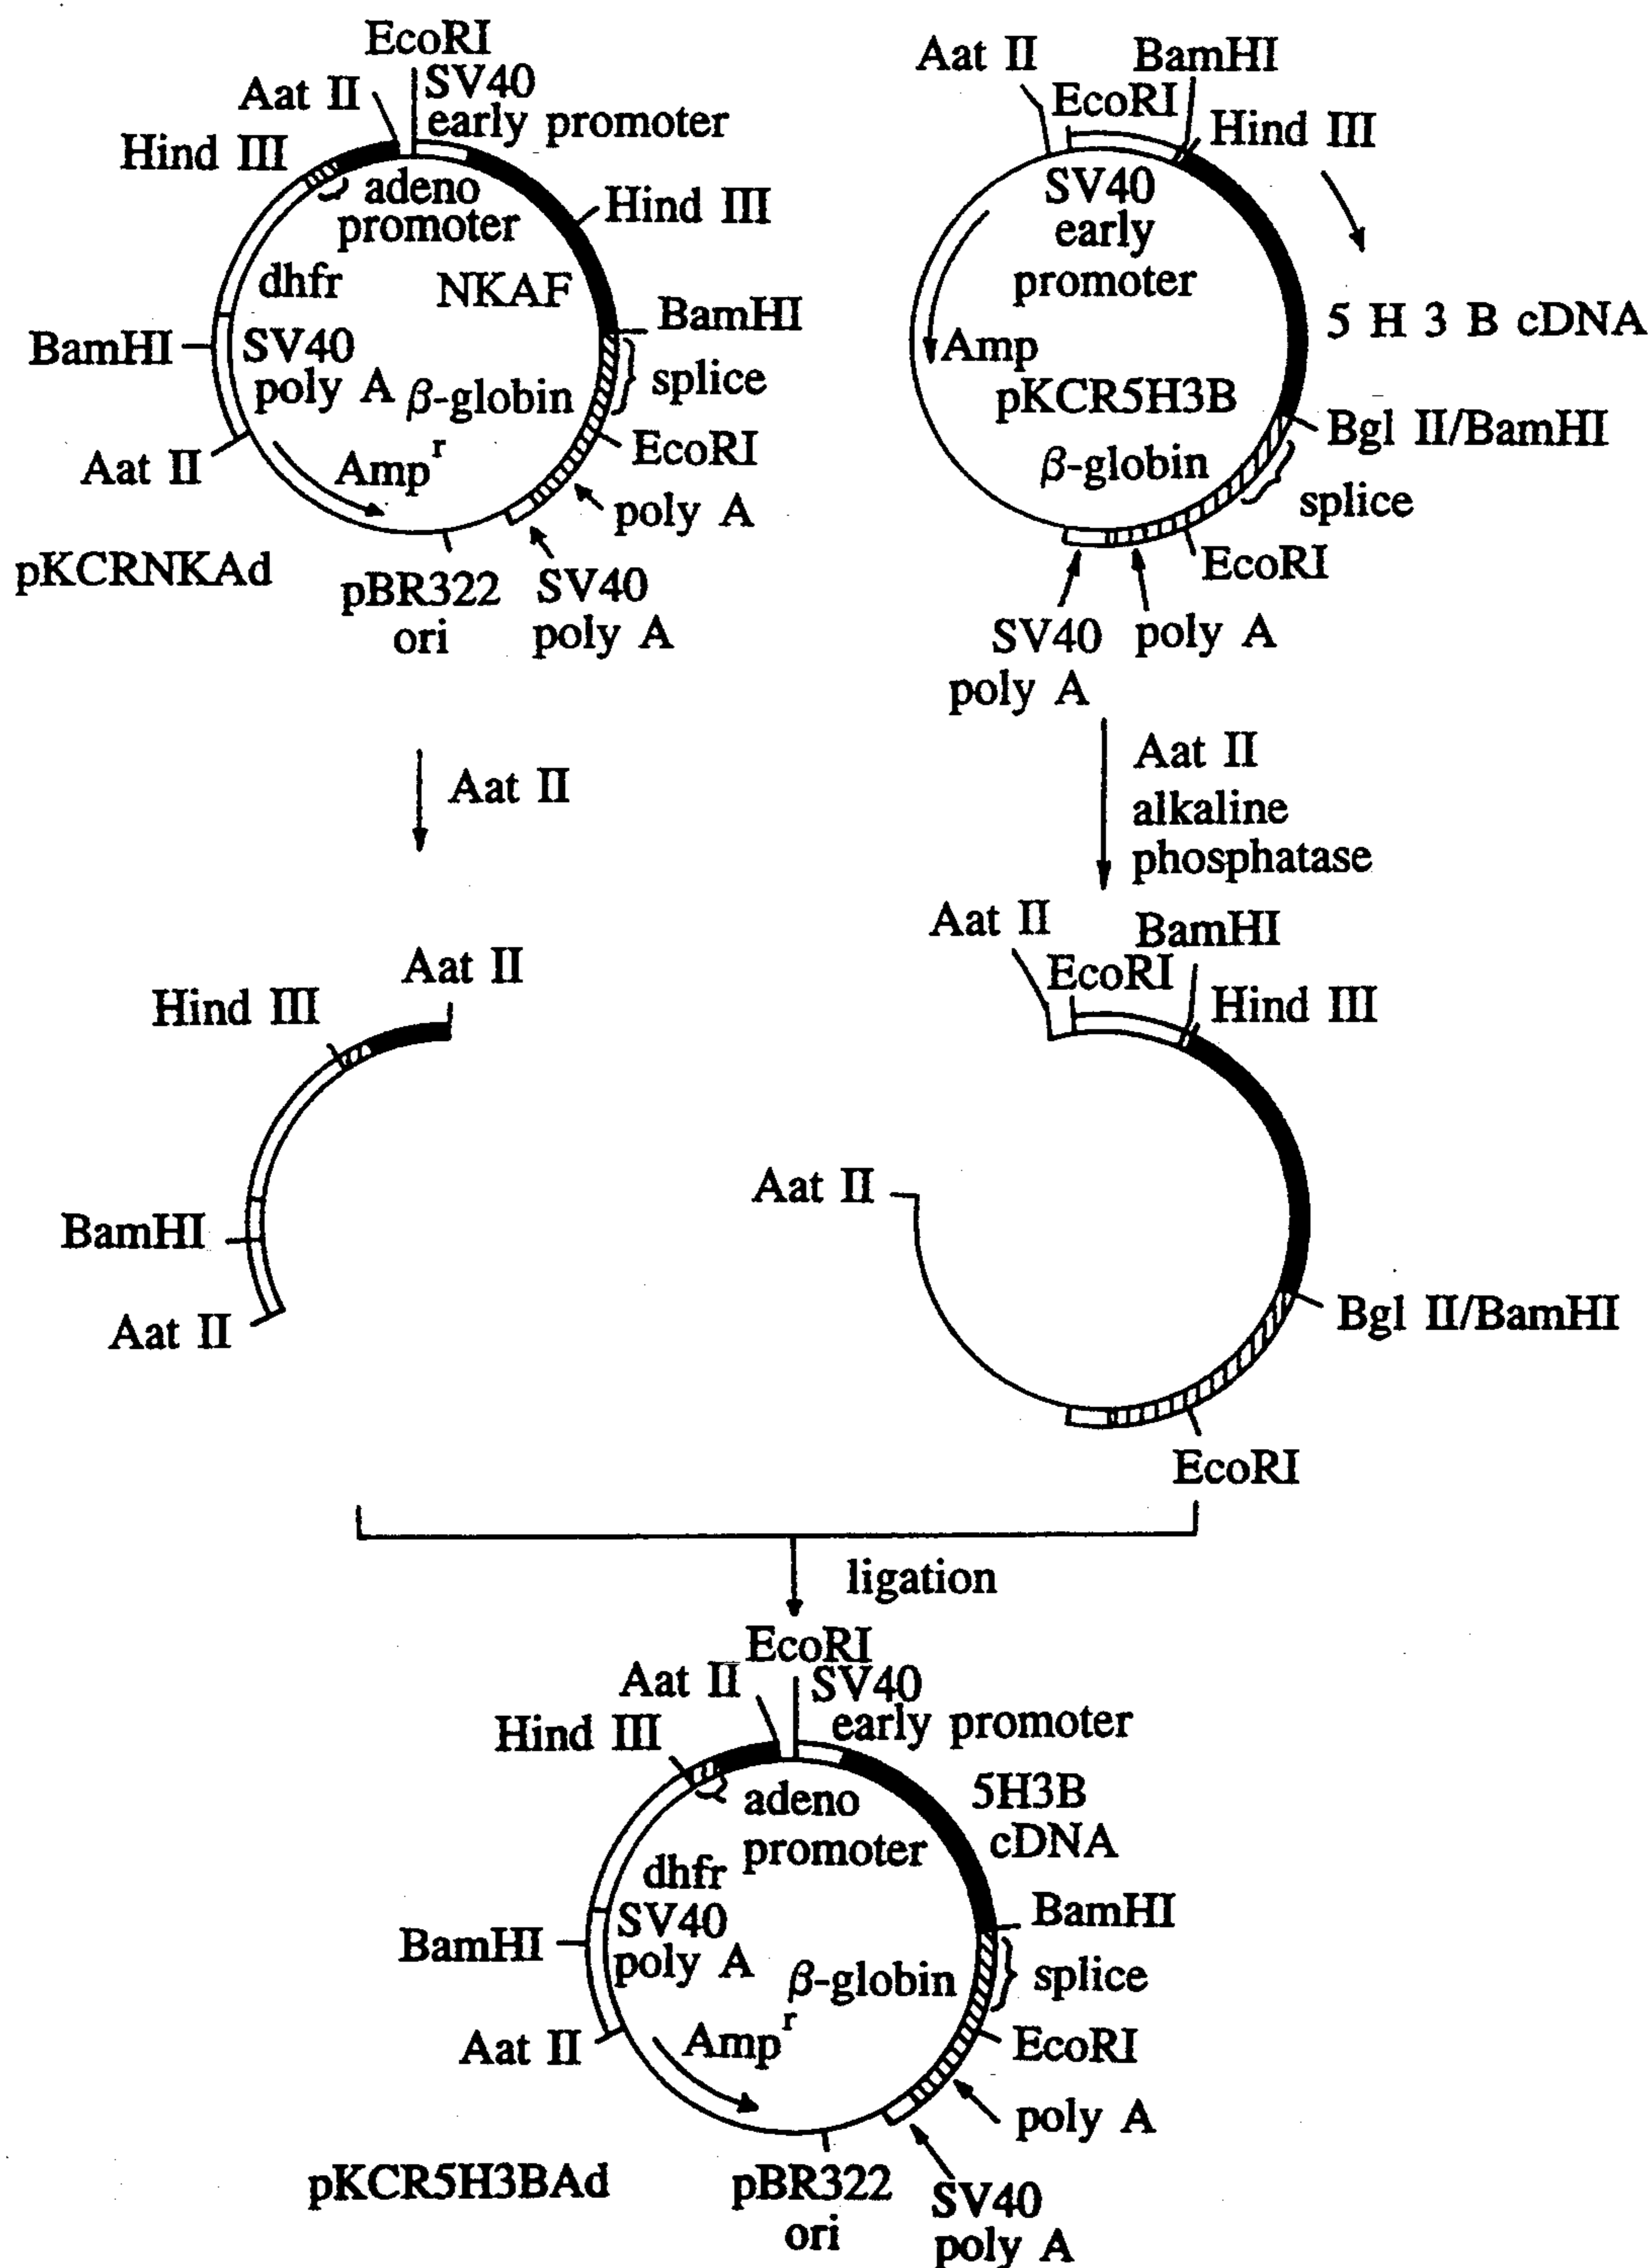 EcoRI
Aat II
SV40
early promoter
Hind III
adeno
promoter
Hind III
dhfr
NKAF
BamHI
BamHI
SV40
poly A
β-globin
splice
Aat II
Amp r
EcoRI
poly A
pKCRNKAd
pBR322
ori
SV40
poly A
Aat II
BamHI
EcoRI
Hind III
SV40
early
promoter
5 H 3 B cDNA
Amp
pKCR5H3B
Bgl II/BamHI
β-globin
splice
EcoRI
SV40
poly A
poly A
Aat II
Aat II
alkaline
phosphatase
Aat II
Hind III
BamHI
Aat II
Aat II
BamHI
EcoRI
Hind III
Aat II
Bgl II/BamHI
EcoRI
ligation
EcoRI
Aat II
SV40
early promoter
Hind III
adeno
promoter
5H3B
cDNA
dhfr
BamHI
SV40
poly A
BamHI
β-globin
splice
Aat II
Amp r
EcoRI
poly A
pKCR5H3BAd
pBR322
ori
SV40
poly A